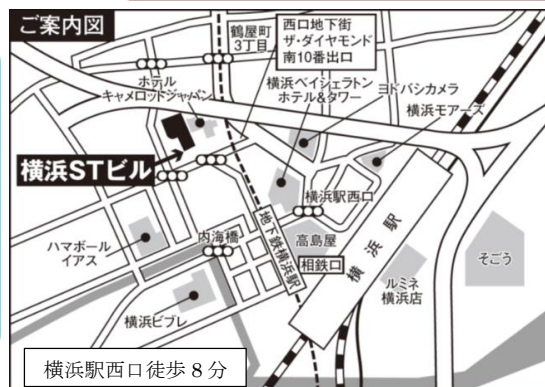 ご案内図
鶴屋町
3丁目
西口地下街
ザ・ダイヤモンド
南10番出口
ホテル
キャメロットジャパン
横浜ベイシェラトン
ホテル&タワー
ヨドバシカメラ
横浜モアーズ
横浜STビル
横浜駅西口
ハマボール
イアス
内海橋
地下鉄横浜駅
高島屋
相鉄口
横浜駅
ルミネ
横浜店
そごう
横浜ビブレ
横浜駅西口徒歩8分